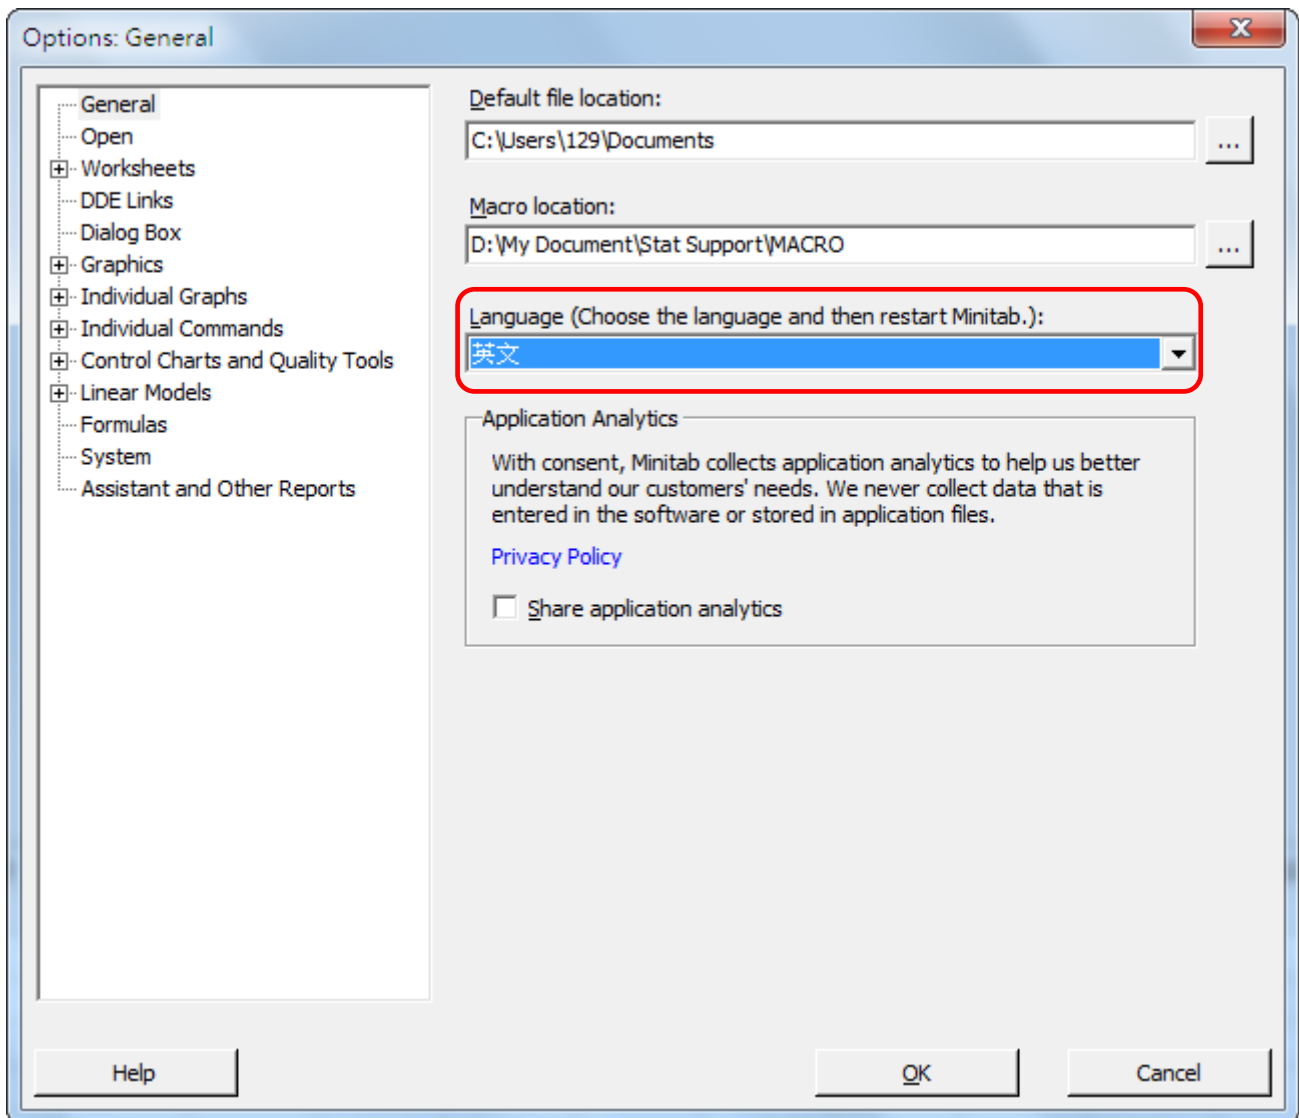 Options: General
General
Open
Worksheets
DDE Links
Dialog Box
Graphics
Individual Graphs
Individual Commands
Control Charts and Quality Tools
Linear Models
Formulas
System
Assistant and Other Reports
Default file location:
C:\Users\129\Documents
...
Macro location:
D:\My Document\Stat Support\MACRO
...
Language (Choose the language and then restart Minitab.):
英文
Application Analytics
With consent, Minitab collects application analytics to help us better
understand our customers' needs. We never collect data that is
entered in the software or stored in application files.
Privacy Policy
Share application analytics
Help
OK
Cancel